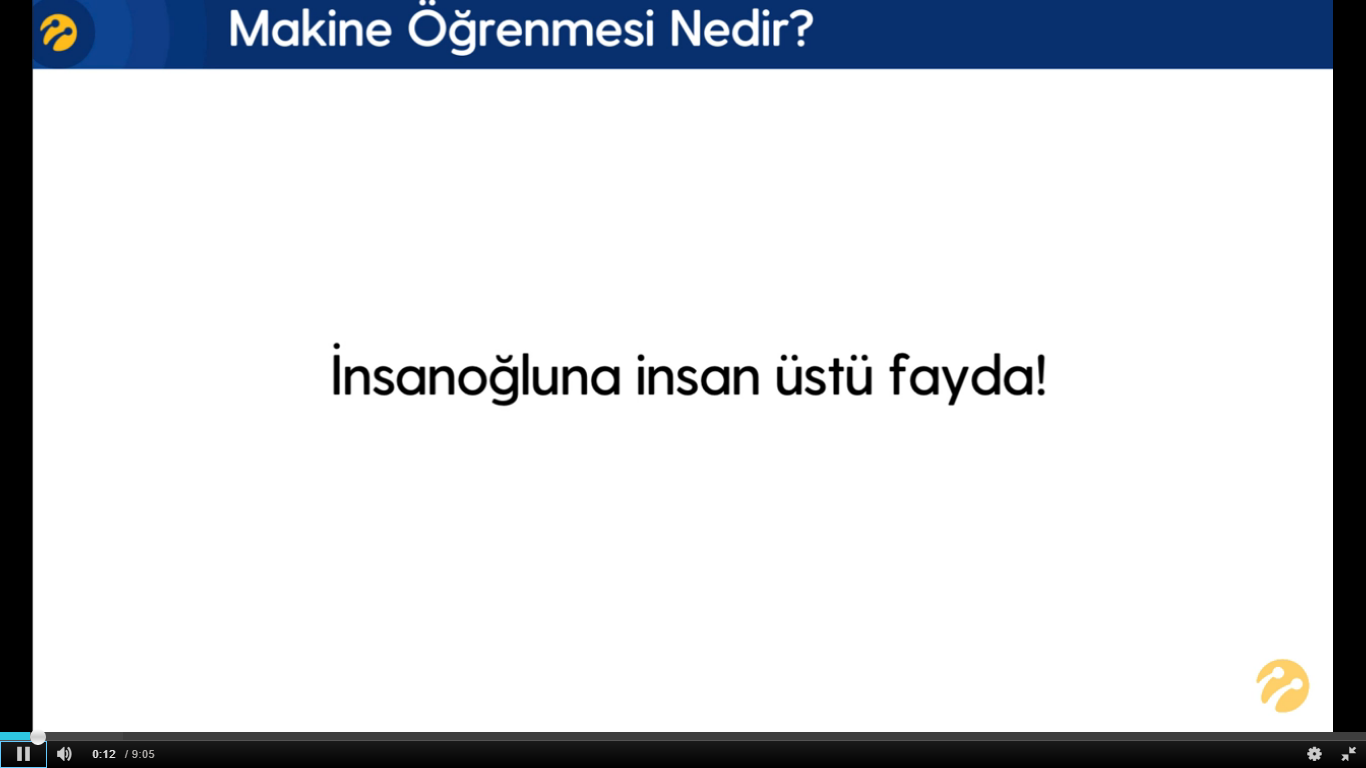 Makine Öğrenmesi Nedir?
İnsanoğluna insan üstü fayda!
0:12 / 9:05